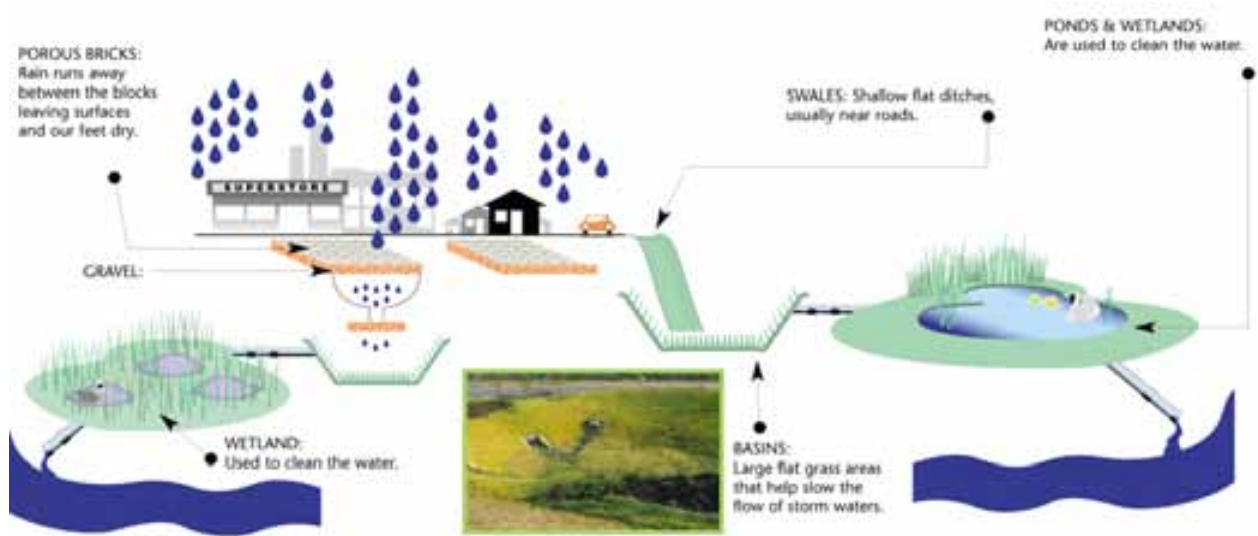 POROUS BRICKS:
Rain runs away
between the blocks
leaving surfaces
and our feet dry.
PONDS & WETLANDS:
Are used to clean the water.
SWALES: Shallow flat ditches,
usually near roads.
SUPERSTORE
GRAVEL:
WETLAND:
Used to clean the water.
BASINS:
Large flat grass areas
that help slow the
flow of storm waters.